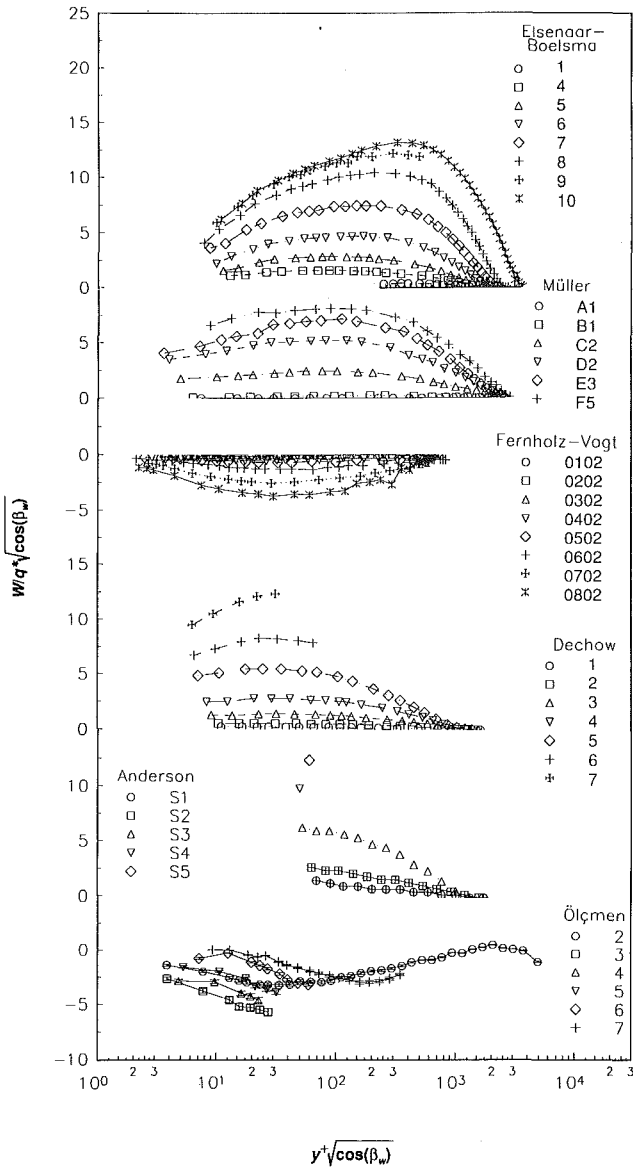 25
20
15
10
5
0
5
0
0
−5
10
5
0
10
5
0
0
−5
−10
W/q*√cos(βw)
Elsenaar−
Boelsma
1
4
5
6
7
8
9
10
Müller
A1
B1
C2
D2
E3
F5
Fernholz−Vogt
0102
0202
0302
0402
0502
0602
0702
0802
Dechow
1
2
3
4
5
6
7
Anderson
S1
S2
S3
S4
S5
Ölçmen
2
3
4
5
6
7
10⁰ 2 3 10¹ 2 3 10² 2 3 10³ 2 3 10⁴ 2 3
y⁺√cos(βw)